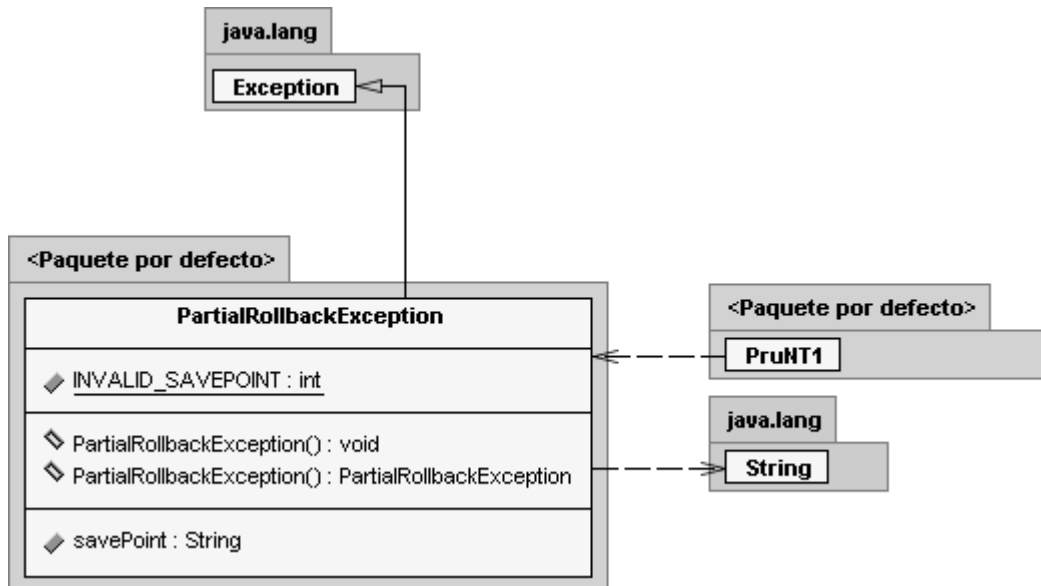 java.lang
Exception
<Paquete por defecto>
PartialRollbackException
INVALID_SAVEPOINT : int
PartialRollbackException() : void
PartialRollbackException() : PartialRollbackException
savePoint : String
<Paquete por defecto>
PruNT1
java.lang
String